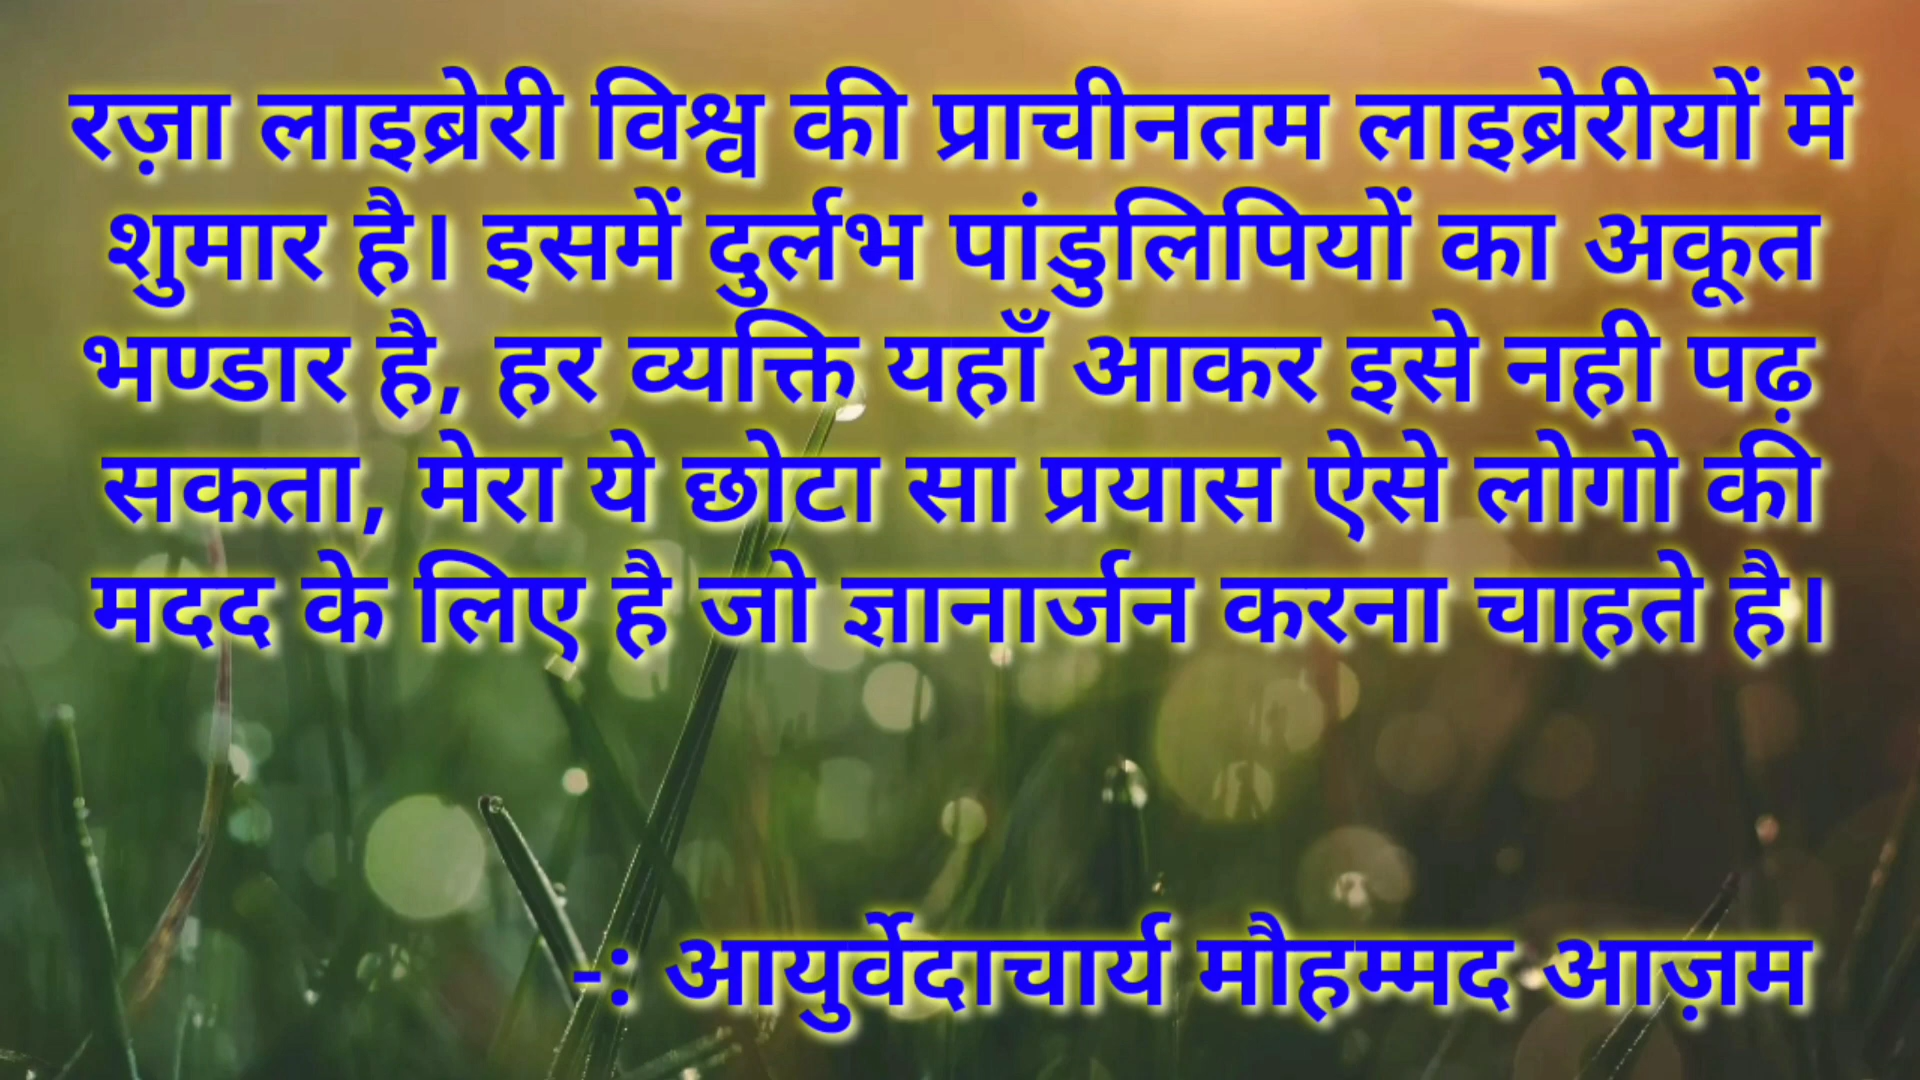 रज़ा लाइब्रेरी विश्व की प्राचीनतम लाइब्रेरीयों में
शुमार है। इसमें दुर्लभ पांडुलिपियों का अकूत
भण्डार है, हर व्यक्ति यहाँ आकर इसे नही पढ़
सकता, मेरा ये छोटा सा प्रयास ऐसे लोगो की
मदद के लिए है जो ज्ञानार्जन करना चाहते है।
-: आयुर्वेदाचार्य मौहम्मद आज़म